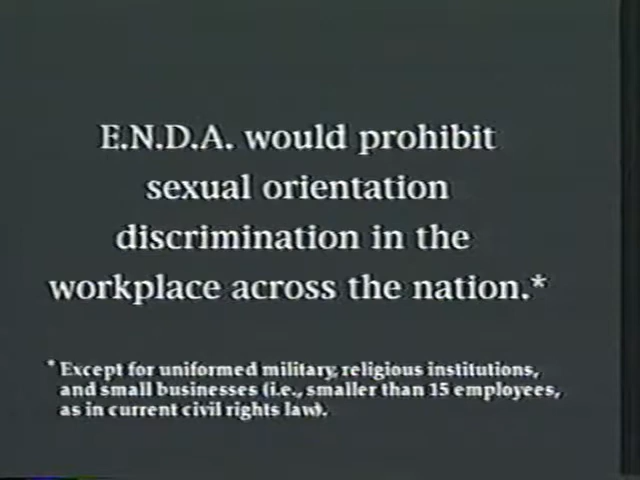 E.N.D.A. would prohibit
sexual orientation
discrimination in the
workplace across the nation.*
* Except for uniformed military, religious institutions,
and small businesses (i.e., smaller than 15 employees,
as in current civil rights law).